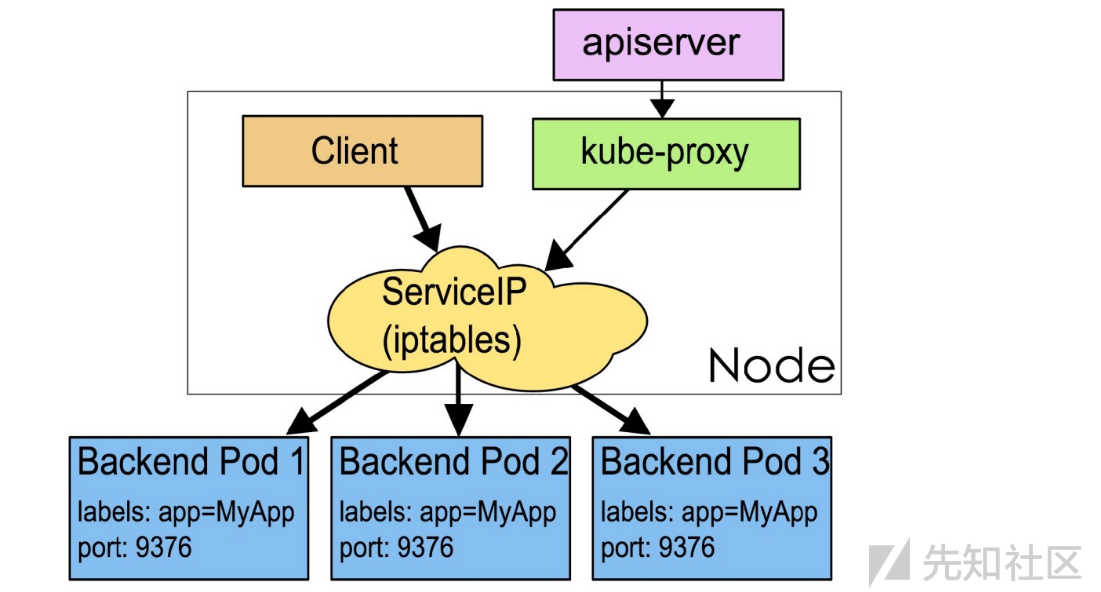 apiserver
Client
kube-proxy
ServiceIP
(iptables)
Node
Backend Pod 1
labels: app=MyApp
port: 9376
Backend Pod 2
labels: app=MyApp
port: 9376
Backend Pod 3
labels: app=MyApp
port: 9376
先知社区